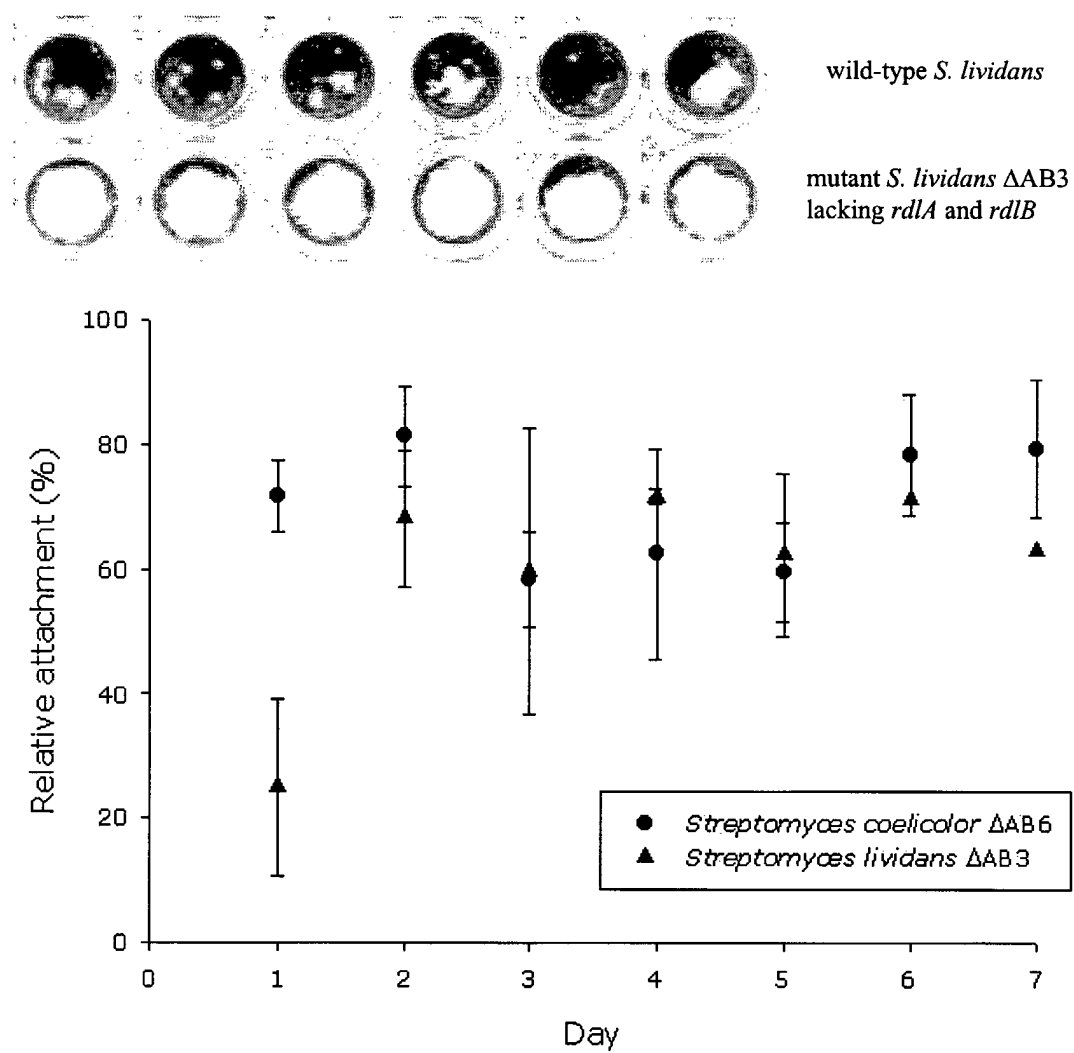 wild-type S. lividans
mutant S. lividans ΔAB3
lacking rdlA and rdlB
100
80
60
40
20
0
Relative attachment (%)
0 1 2 3 4 5 6 7
Day
Streptomyces coelicolor ΔAB6
Streptomyces lividans ΔAB3